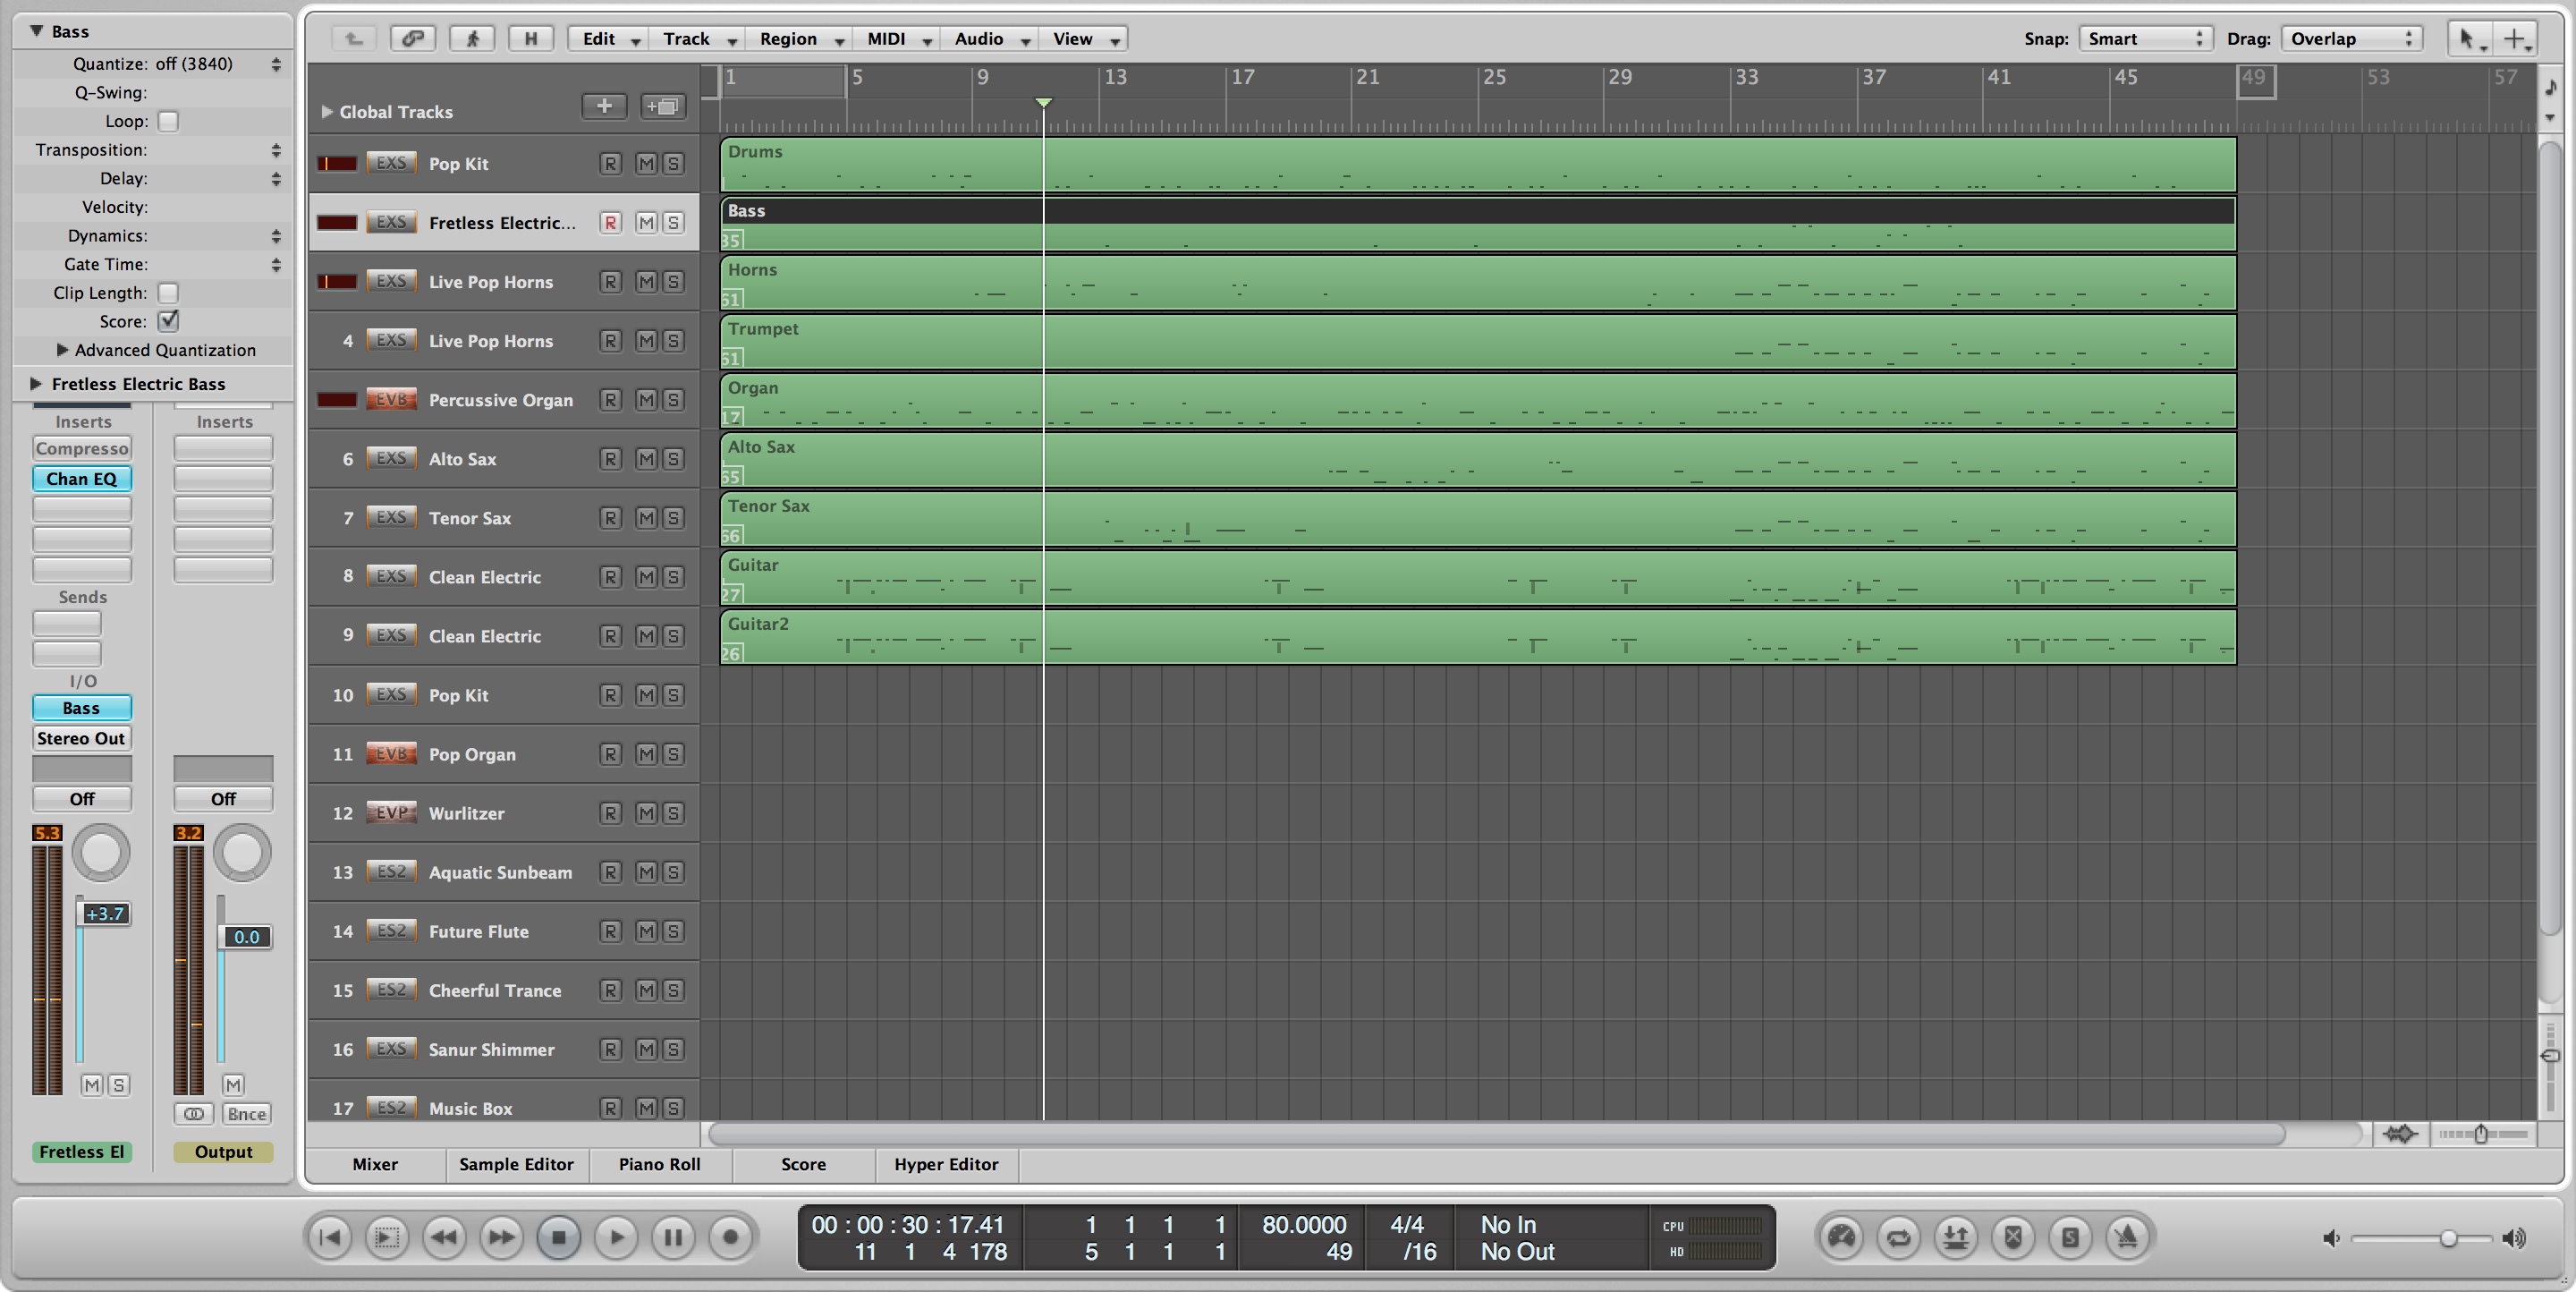 Bass
Quantize: off (3840)
Q-Swing:
Loop:
Transposition:
Delay:
Velocity:
Dynamics:
Gate Time:
Clip Length:
Score:
Advanced Quantization
Fretless Electric Bass
Inserts Inserts
Compresso
Chan EQ
Sends
I/O
Bass
Stereo Out
Off Off
5.3 3.2
+3.7
0.0
M S M
Bnce
Fretless El Output
H Edit Track Region MIDI Audio View Snap: Smart Drag: Overlap
1 5 9 13 17 21 25 29 33 37 41 45 49 53 57
Global Tracks
EXS Pop Kit R M S Drums
EXS Fretless Electric... R M S Bass
35
EXS Live Pop Horns R M S Horns
61
4 EXS Live Pop Horns R M S Trumpet
61
EVB Percussive Organ R M S Organ
17
6 EXS Alto Sax R M S Alto Sax
65
7 EXS Tenor Sax R M S Tenor Sax
66
8 EXS Clean Electric R M S Guitar
27
9 EXS Clean Electric R M S Guitar2
26
10 EXS Pop Kit R M S
11 EVB Pop Organ R M S
12 EVP Wurlitzer R M S
13 ES2 Aquatic Sunbeam R M S
14 ES2 Future Flute R M S
15 ES2 Cheerful Trance R M S
16 EXS Sanur Shimmer R M S
17 ES2 Music Box R M S
Mixer Sample Editor Piano Roll Score Hyper Editor
00 : 00 : 30 : 17.41 1 1 1 1 80.0000 4/4 No In CPU
11 1 4 178 5 1 1 1 49 /16 No Out HD
S